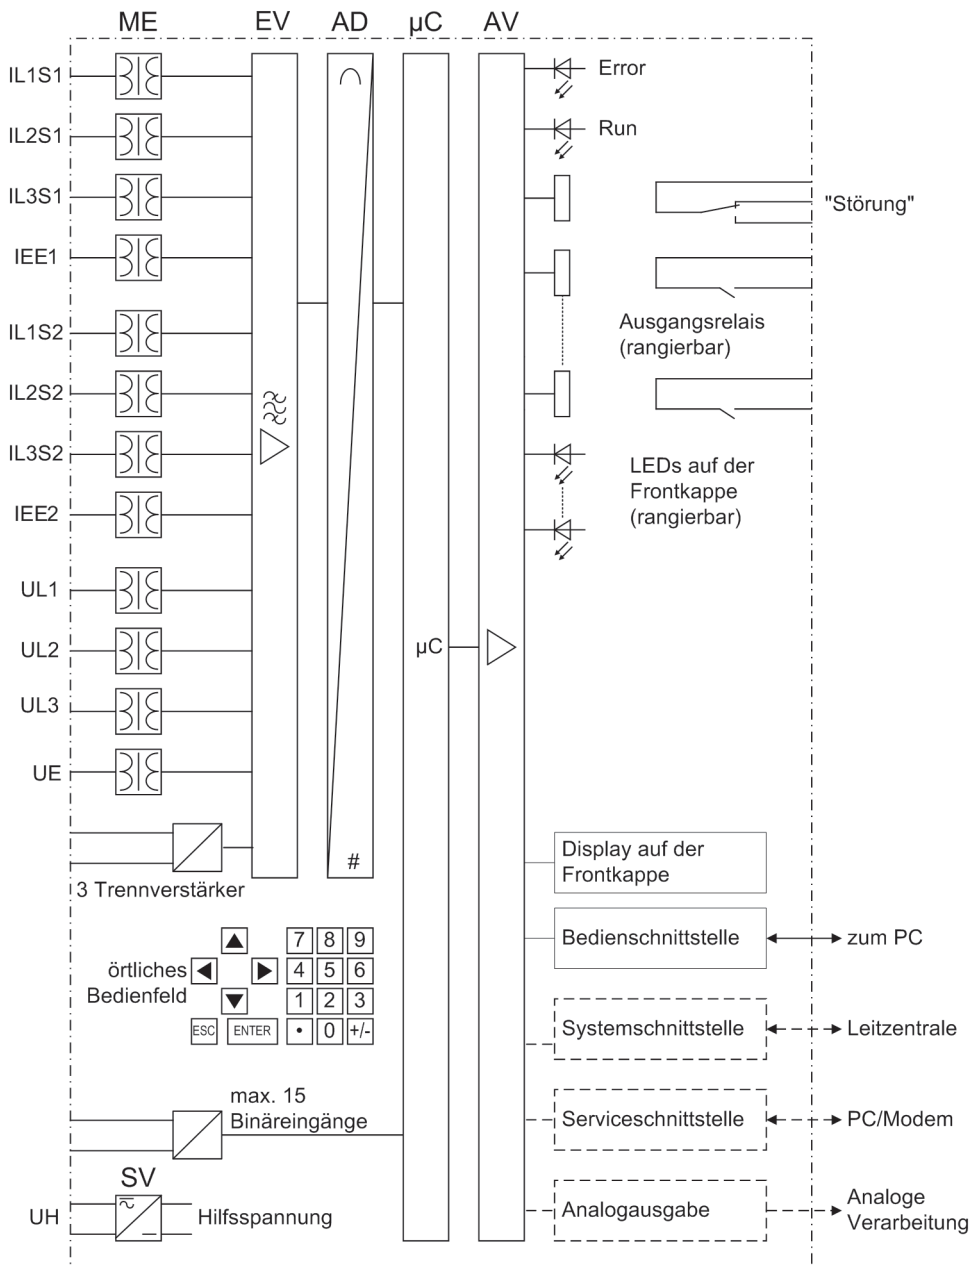 ME EV AD µC AV
IL1S1
IL2S1
IL3S1
IEE1
IL1S2
IL2S2
IL3S2
IEE2
UL1
UL2
UL3
UE
3 Trennverstärker
#
µC
Error
Run
"Störung"
Ausgangsrelais
(rangierbar)
LEDs auf der
Frontkappe
(rangierbar)
Display auf der
Frontkappe
Bedienschnittstelle
zum PC
Systemschnittstelle
Leitzentrale
Serviceschnittstelle
PC/Modem
Analogausgabe
Analoge
Verarbeitung
örtliches
Bedienfeld
7 8 9
4 5 6
1 2 3
ESC ENTER • 0 +/-
max. 15
Binäreingänge
SV
UH
Hilfsspannung